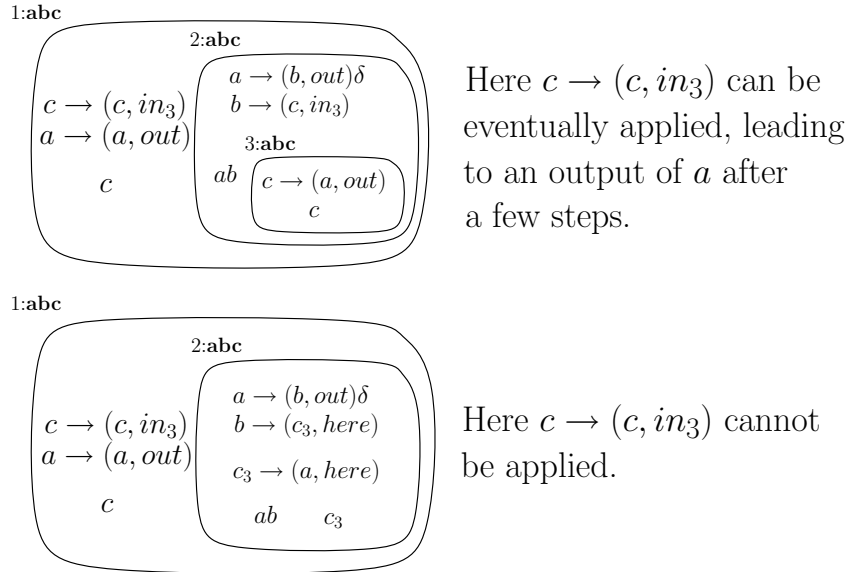 1:abc
2:abc
a → (b, out)δ
b → (c, in₃)
c → (c, in₃)
a → (a, out)
c
3:abc
ab
c → (a, out)
c
Here c → (c, in₃) can be
eventually applied, leading
to an output of a after
a few steps.
1:abc
2:abc
a → (b, out)δ
b → (c₃, here)
c₃ → (a, here)
c → (c, in₃)
a → (a, out)
c
ab c₃
Here c → (c, in₃) cannot
be applied.